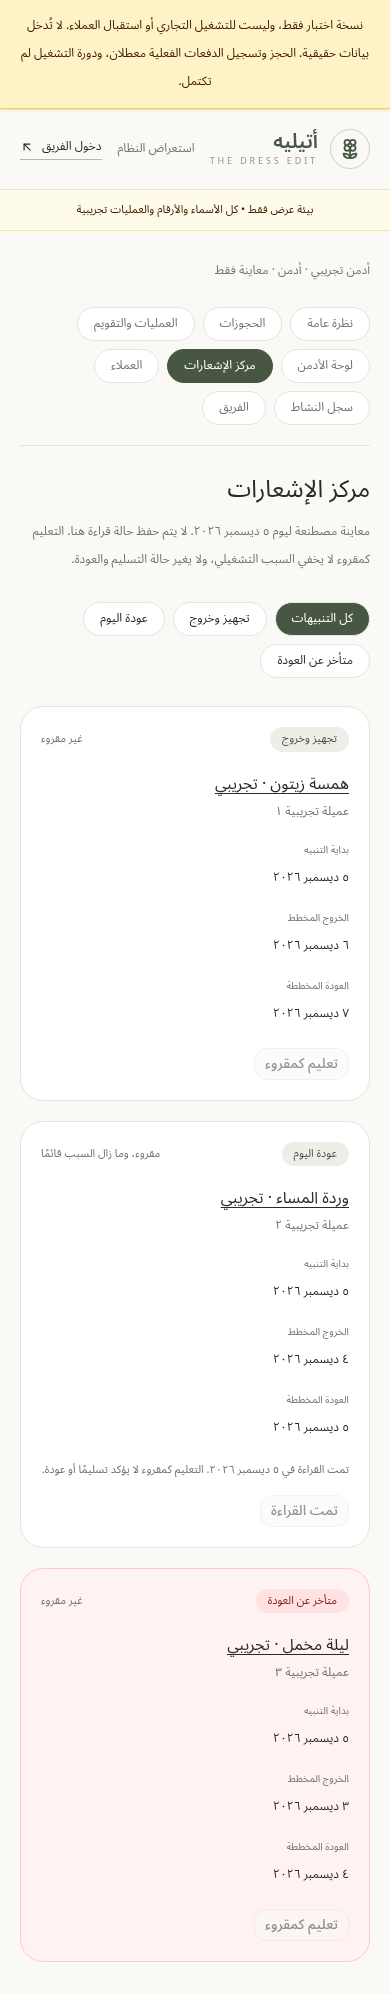 نسخة اختبار فقط، وليست للتشغيل التجاري أو استقبال العملاء. لا تُدخل
بيانات حقيقية. الحجز وتسجيل الدفعات الفعلية معطلان، ودورة التشغيل لم
تكتمل.
أتيليه
THE DRESS EDIT
استعراض النظام
دخول الفريق ↖
بيئة عرض فقط • كل الأسماء والأرقام والعمليات تجريبية
أدمن تجريبي · أدمن · معاينة فقط
نظرة عامة
الحجوزات
العمليات والتقويم
لوحة الأدمن
مركز الإشعارات
العملاء
سجل النشاط
الفريق
مركز الإشعارات
معاينة مصطنعة ليوم ٥ ديسمبر ٢٠٢٦. لا يتم حفظ حالة قراءة هنا. التعليم
كمقروء لا يخفي السبب التشغيلي، ولا يغير حالة التسليم والعودة.
كل التنبيهات
تجهيز وخروج
عودة اليوم
متأخر عن العودة
تجهيز وخروج
غير مقروء
همسة زيتون · تجريبي
عميلة تجريبية ١
بداية التنبيه
٥ ديسمبر ٢٠٢٦
الخروج المخطط
٦ ديسمبر ٢٠٢٦
العودة المخططة
٧ ديسمبر ٢٠٢٦
تعليم كمقروء
عودة اليوم
مقروء، وما زال السبب قائمًا
وردة المساء · تجريبي
عميلة تجريبية ٢
بداية التنبيه
٥ ديسمبر ٢٠٢٦
الخروج المخطط
٤ ديسمبر ٢٠٢٦
العودة المخططة
٥ ديسمبر ٢٠٢٦
تمت القراءة في ٥ ديسمبر ٢٠٢٦. التعليم كمقروء لا يؤكد تسليمًا أو عودة.
تمت القراءة
متأخر عن العودة
غير مقروء
ليلة مخمل · تجريبي
عميلة تجريبية ٣
بداية التنبيه
٥ ديسمبر ٢٠٢٦
الخروج المخطط
٣ ديسمبر ٢٠٢٦
العودة المخططة
٤ ديسمبر ٢٠٢٦
تعليم كمقروء